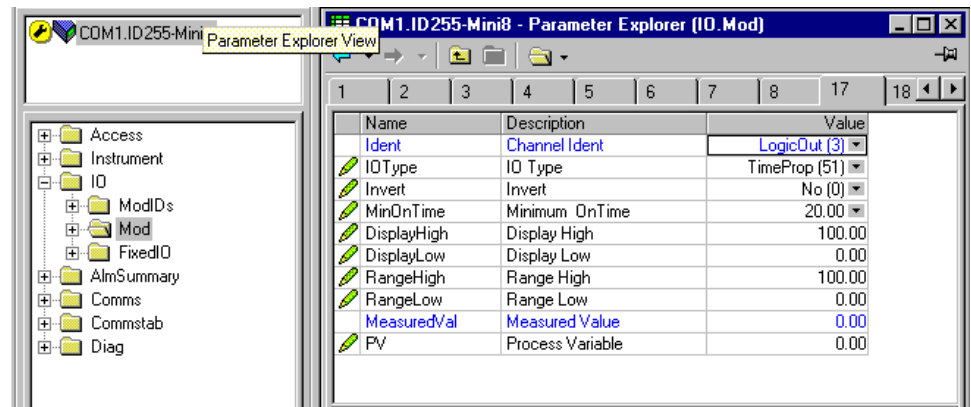 COM1.ID255-Mini
Parameter Explorer View
Access
Instrument
IO
ModIDs
Mod
FixedIO
AlmSummary
Comms
Commstab
Diag
COM1.ID255-Mini8 - Parameter Explorer (IO.Mod)
1 2 3 4 5 6 7 8 17 18
Name Description Value
Ident Channel Ident LogicOut (3)
IOType IO Type TimeProp (51)
Invert Invert No (0)
MinOnTime Minimum OnTime 20.00
DisplayHigh Display High 100.00
DisplayLow Display Low 0.00
RangeHigh Range High 100.00
RangeLow Range Low 0.00
MeasuredVal Measured Value 0.00
PV Process Variable 0.00